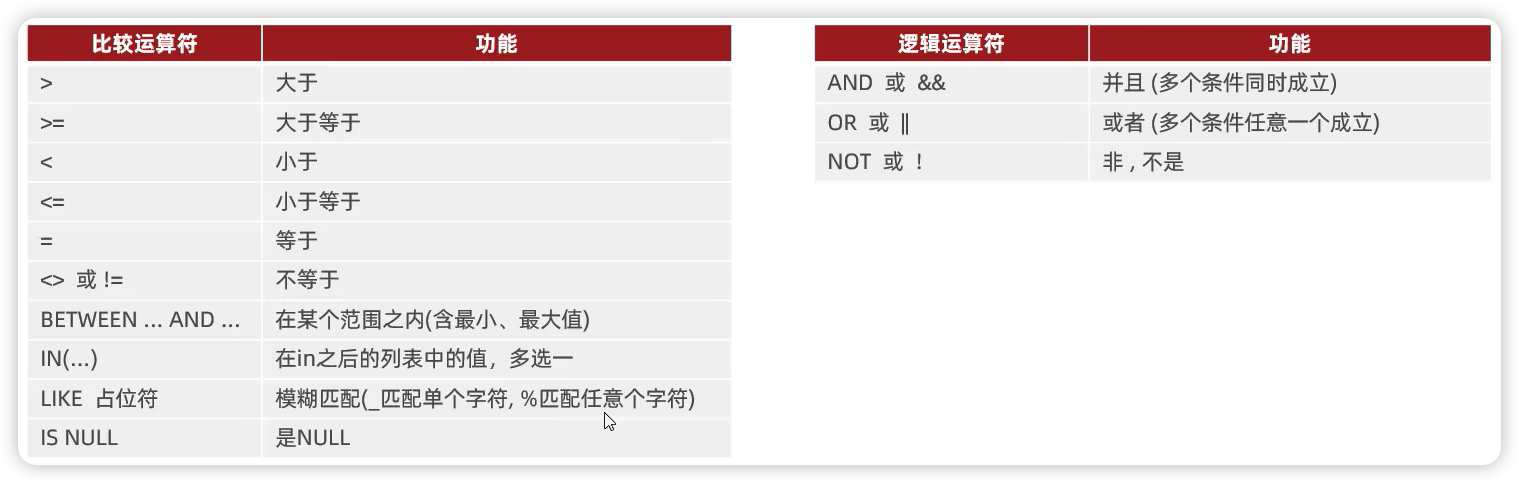 比较运算符 功能
> 大于
>= 大于等于
< 小于
<= 小于等于
= 等于
<> 或 != 不等于
BETWEEN ... AND ... 在某个范围之内(含最小、最大值)
IN(...) 在in之后的列表中的值，多选一
LIKE 占位符 模糊匹配(_匹配单个字符, %匹配任意个字符)
IS NULL 是NULL
逻辑运算符 功能
AND 或 && 并且 (多个条件同时成立)
OR 或 || 或者 (多个条件任意一个成立)
NOT 或 ! 非 , 不是